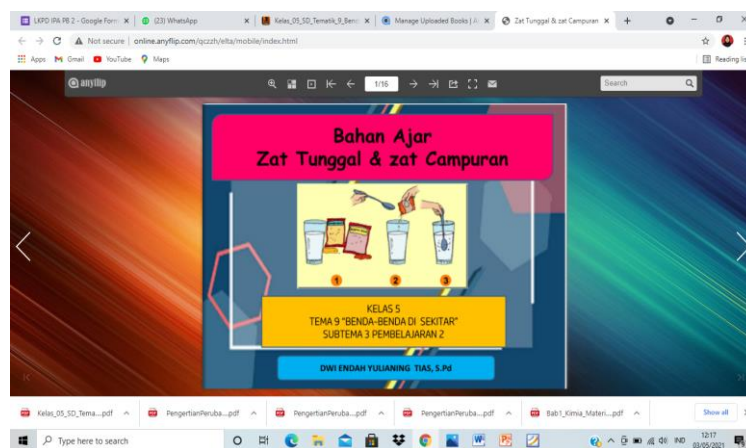 LKPD IPA PB 2 - Google Form
(23) WhatsApp
Kelas_05_SD_Tematik_9_Bend
Manage Uploaded Books | A
Zat Tunggal & zat Campuran
Not secure | online.anyflip.com/qczzh/elta/mobile/index.html
Apps
Gmail
YouTube
Maps
Reading lis
anyflip
1/16
Search
Bahan Ajar
Zat Tunggal & zat Campuran
1
2
3
KELAS 5
TEMA 9 "BENDA-BENDA DI SEKITAR"
SUBTEMA 3 PEMBELAJARAN 2
DWI ENDAH YULIANING TIAS, S.Pd
Kelas_05_SD_Tema....pdf
PengertianPeruba....pdf
PengertianPeruba....pdf
PengertianPeruba....pdf
Bab1_Kimia_Materi....pdf
Show all
Type here to search
IND
12:17
03/05/2021